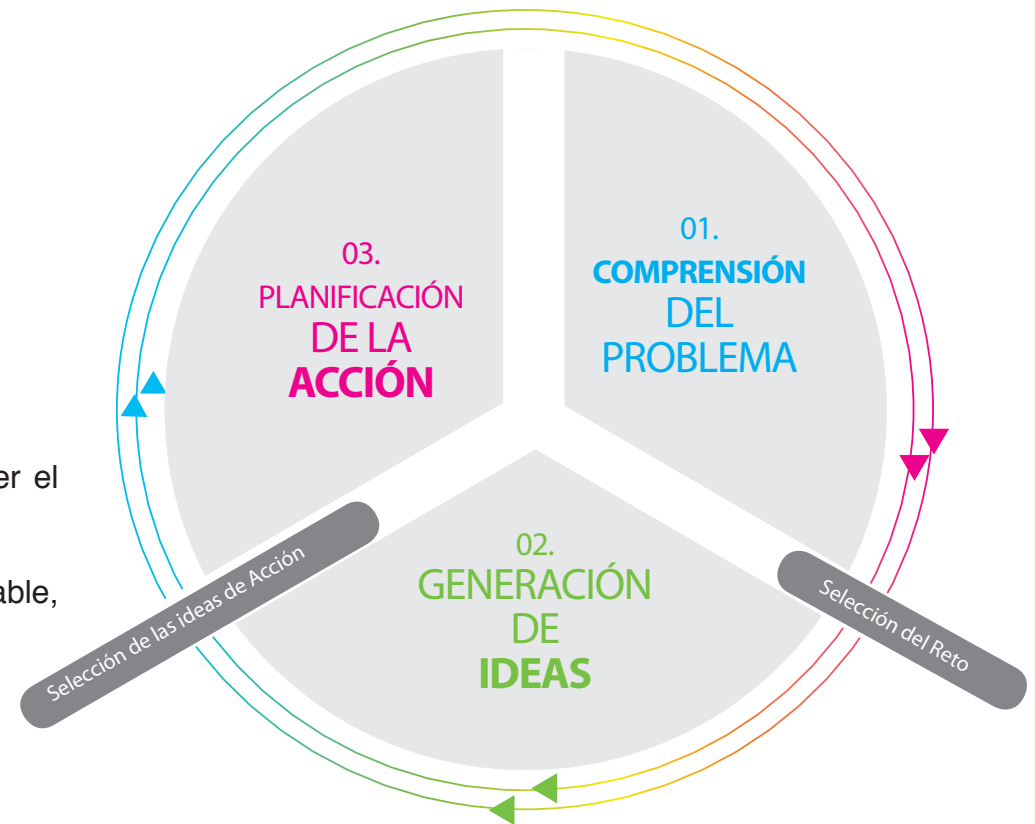 01.
COMPRENSIÓN
DEL
PROBLEMA
Selección del Reto
02.
GENERACIÓN
DE
IDEAS
Selección de las ideas de Acción
03.
PLANIFICACIÓN
DE LA
ACCIÓN
er el
able,